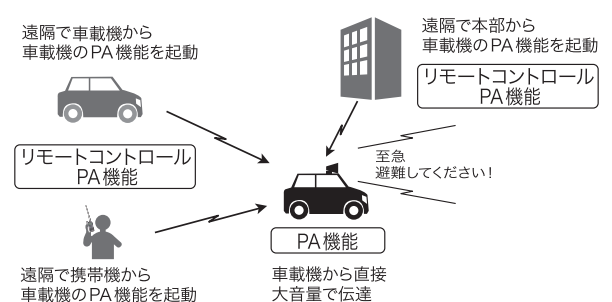 遠隔で車載機から
車載機のPA機能を起動
リモートコントロール
PA機能
遠隔で携帯機から
車載機のPA機能を起動
遠隔で本部から
車載機のPA機能を起動
リモートコントロール
PA機能
至急
避難してください!
PA機能
車載機から直接
大音量で伝達